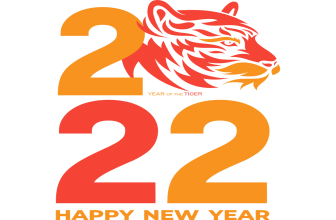 2
YEAR OF THE TIGER
22
HAPPY NEW YEAR